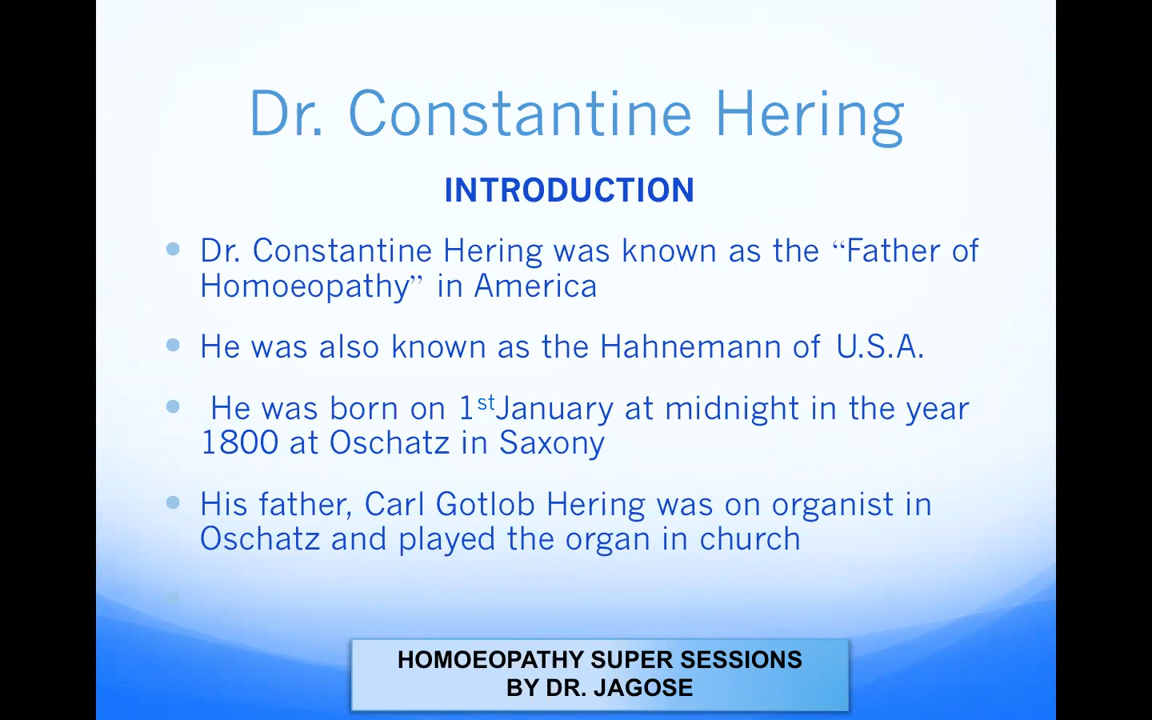 Dr. Constantine Hering
INTRODUCTION
Dr. Constantine Hering was known as the “Father of
Homoeopathy” in America
He was also known as the Hahnemann of U.S.A.
He was born on 1stJanuary at midnight in the year
1800 at Oschatz in Saxony
His father, Carl Gotlob Hering was on organist in
Oschatz and played the organ in church
HOMOEOPATHY SUPER SESSIONS
BY DR. JAGOSE